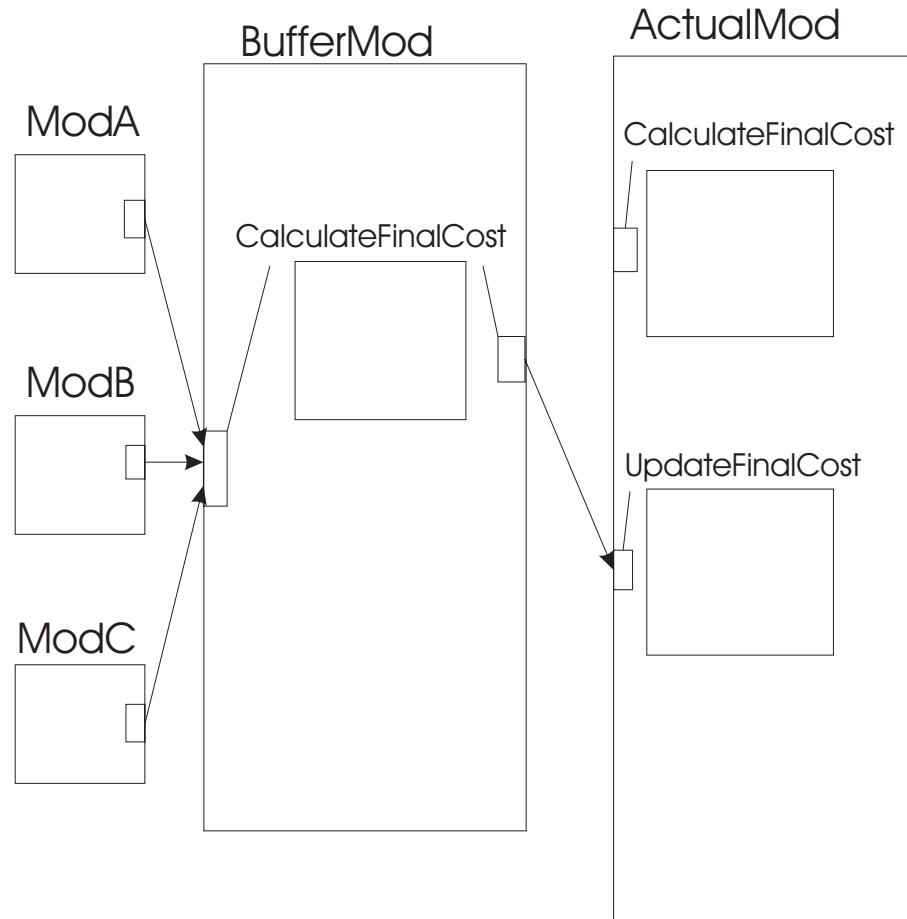 BufferMod
ActualMod
ModA
CalculateFinalCost
CalculateFinalCost
ModB
UpdateFinalCost
ModC